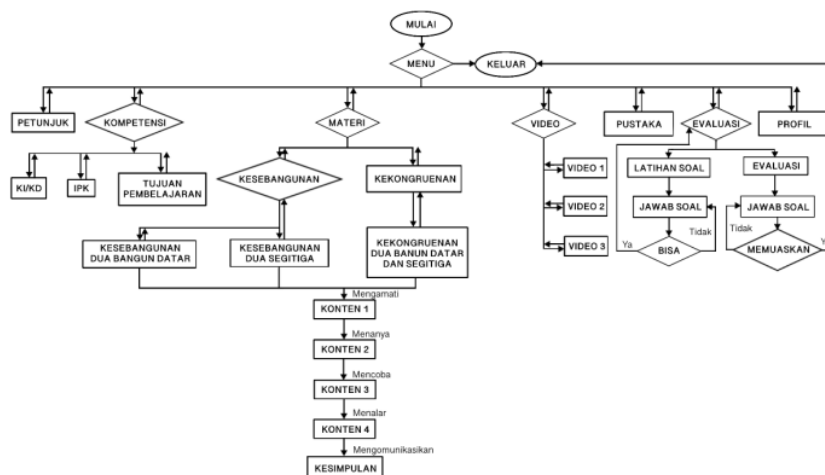 MULAI
MENU
KELUAR
PETUNJUK
KOMPETENSI
MATERI
VIDEO
PUSTAKA
EVALUASI
PROFIL
KI/KD
IPK
TUJUAN
PEMBELAJARAN
KESEBANGUNAN
KEKONGRUENAN
VIDEO 1
VIDEO 2
VIDEO 3
LATIHAN SOAL
EVALUASI
JAWAB SOAL
JAWAB SOAL
Tidak
Tidak
Ya
BISA
MEMUASKAN
Y
KESEBANGUNAN
DUA BANGUN DATAR
KESEBANGUNAN
DUA SEGITIGA
KEKONGRUENAN
DUA BANUN DATAR
DAN SEGITIGA
Mengamati
KONTEN 1
Menanya
KONTEN 2
Mencoba
KONTEN 3
Menalar
KONTEN 4
Mengomunikasikan
KESIMPULAN